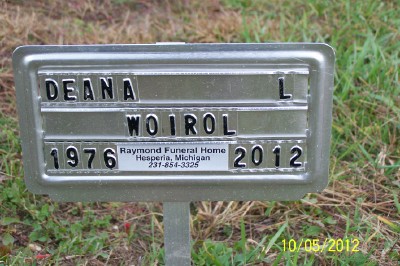 DEANA L
WOIROL
1976 Raymond Funeral Home 2012
Hesperia, Michigan
231-854-3325
10/05/2012